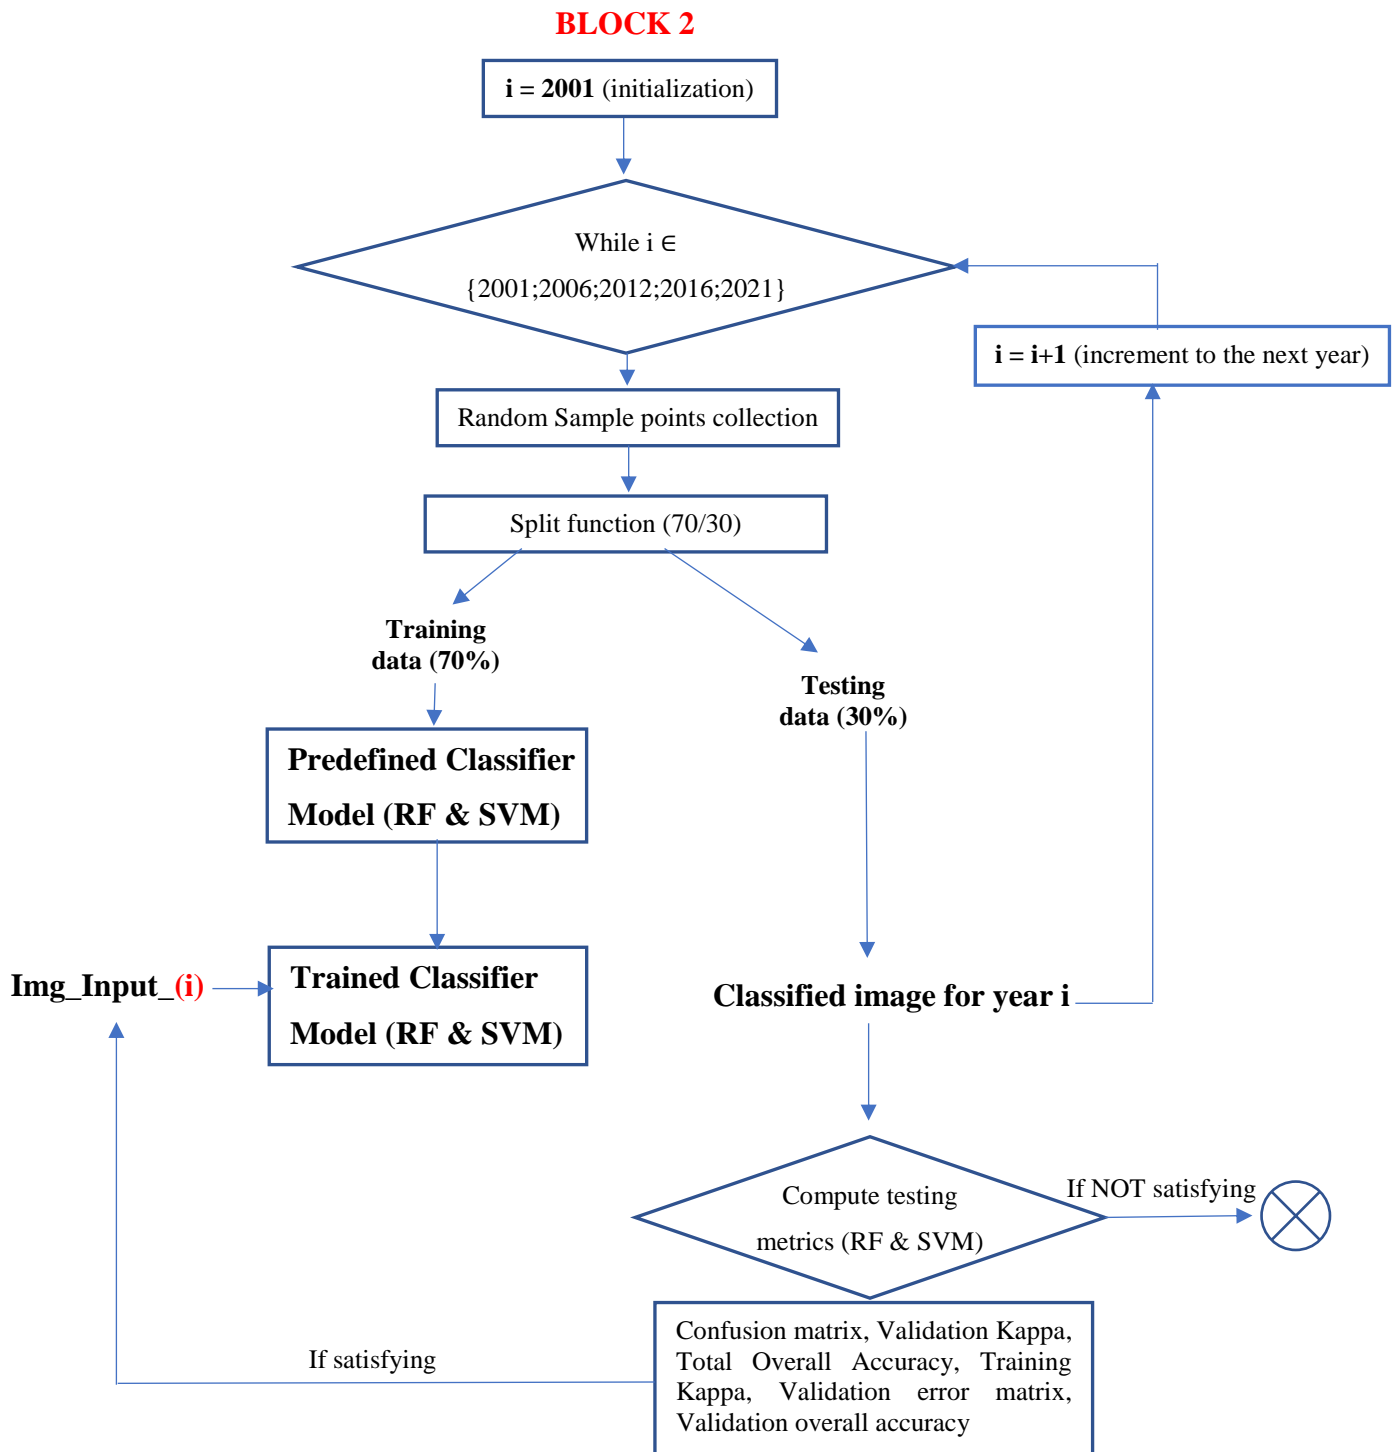 BLOCK 2
i = 2001 (initialization)
While i ∈
{2001;2006;2012;2016;2021}
i = i+1 (increment to the next year)
Random Sample points collection
Split function (70/30)
Training
data (70%)
Testing
data (30%)
Predefined Classifier
Model (RF & SVM)
Img_Input_(i)
Trained Classifier
Model (RF & SVM)
Classified image for year i
Compute testing
metrics (RF & SVM)
If NOT satisfying
If satisfying
Confusion matrix, Validation Kappa,
Total Overall Accuracy, Training
Kappa, Validation error matrix,
Validation overall accuracy